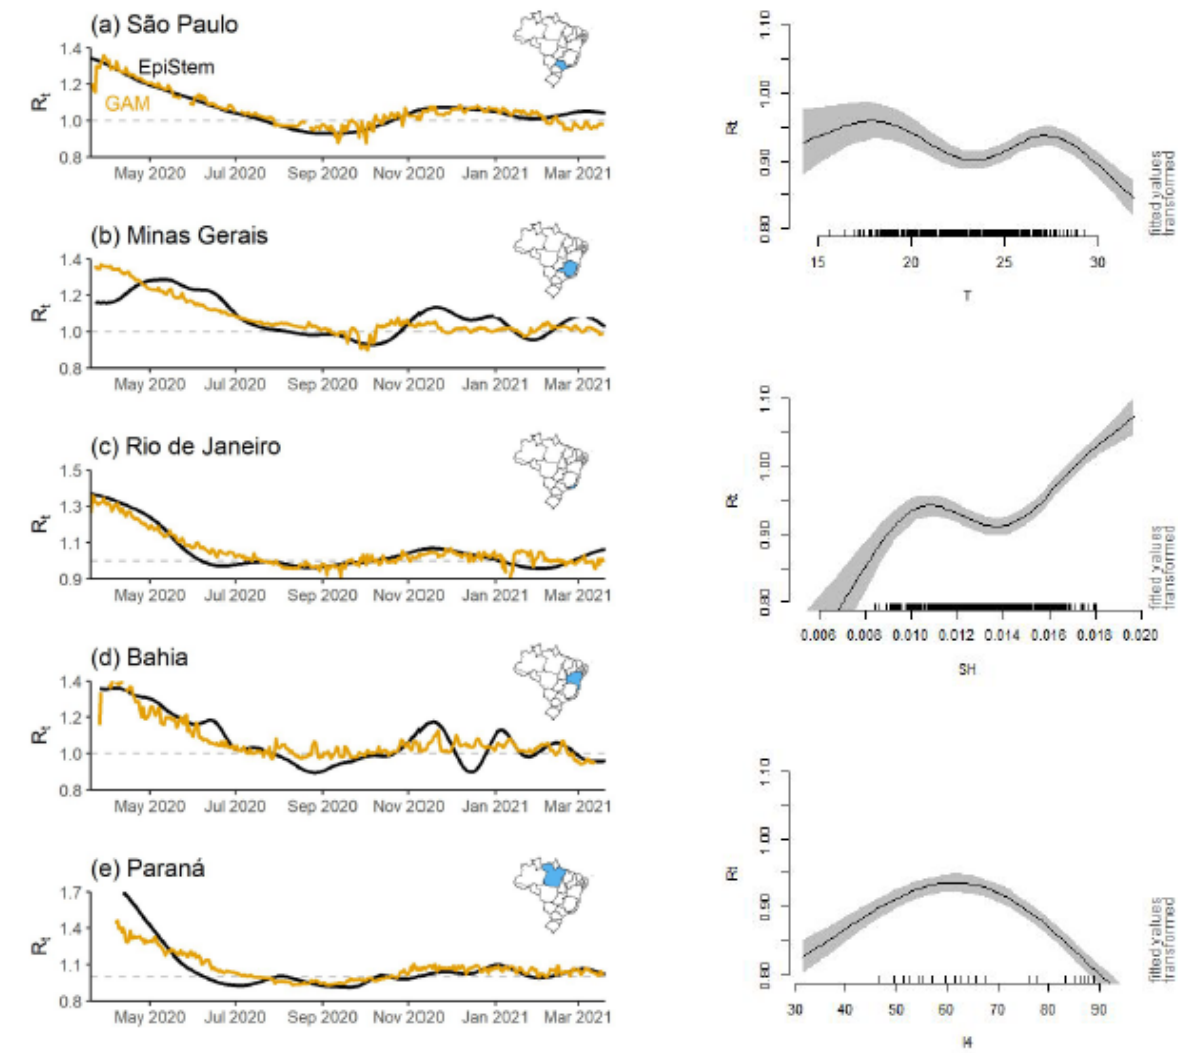 (a) São Paulo
1.4
1.2
1.0
0.8
R_t
EpiStem
GAM
May 2020 Jul 2020 Sep 2020 Nov 2020 Jan 2021 Mar 2021
(b) Minas Gerais
1.4
1.2
1.0
0.8
R_t
May 2020 Jul 2020 Sep 2020 Nov 2020 Jan 2021 Mar 2021
(c) Rio de Janeiro
1.5
1.3
1.1
0.9
R_t
May 2020 Jul 2020 Sep 2020 Nov 2020 Jan 2021 Mar 2021
(d) Bahia
1.4
1.2
1.0
0.8
R_t
May 2020 Jul 2020 Sep 2020 Nov 2020 Jan 2021 Mar 2021
(e) Paraná
1.7
1.4
1.1
0.8
R_t
May 2020 Jul 2020 Sep 2020 Nov 2020 Jan 2021 Mar 2021
1.10
1.00
0.90
0.80
Rt
fitted values
transformed
15 20 25 30
T
1.10
1.00
0.90
0.80
Rt
fitted values
transformed
0.006 0.008 0.010 0.012 0.014 0.016 0.018 0.020
SH
1.10
1.00
0.90
0.80
Rt
fitted values
transformed
30 40 50 60 70 80 90
I4